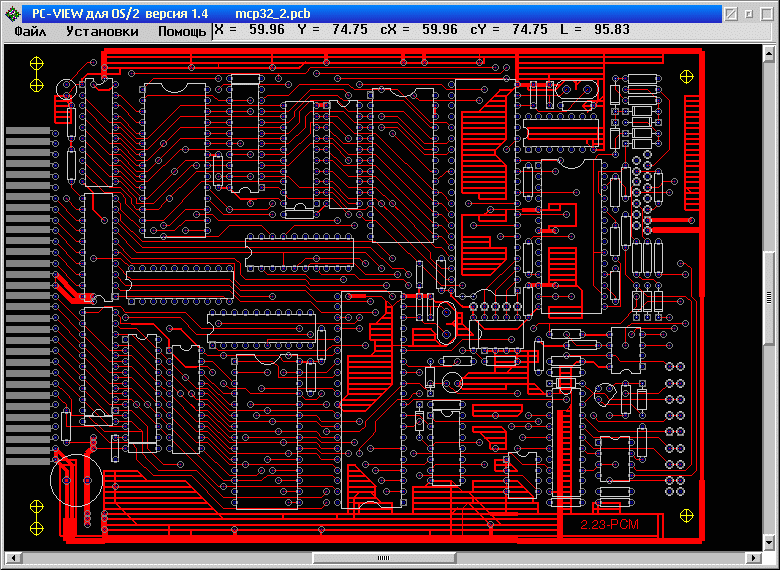 PC-VIEW для OS/2 версия 1.4 mcp32_2.pcb
Файл Установки Помощь X = 59.96 Y = 74.75 cX = 59.96 cY = 74.75 L = 95.83
2.23-PCM